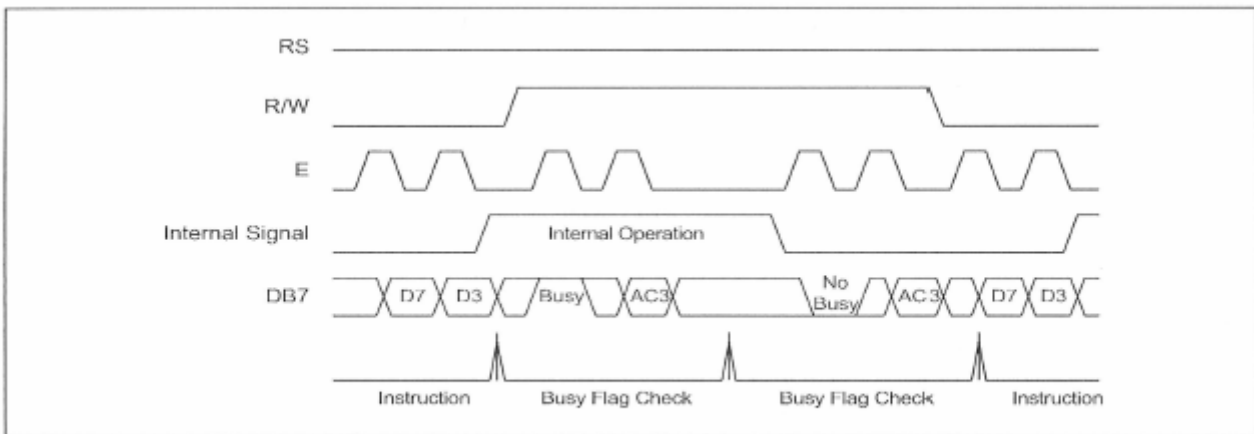 RS
R/W
E
Internal Signal
Internal Operation
DB7
D7
D3
Busy
AC3
No
Busy
AC3
D7
D3
Instruction
Busy Flag Check
Busy Flag Check
Instruction